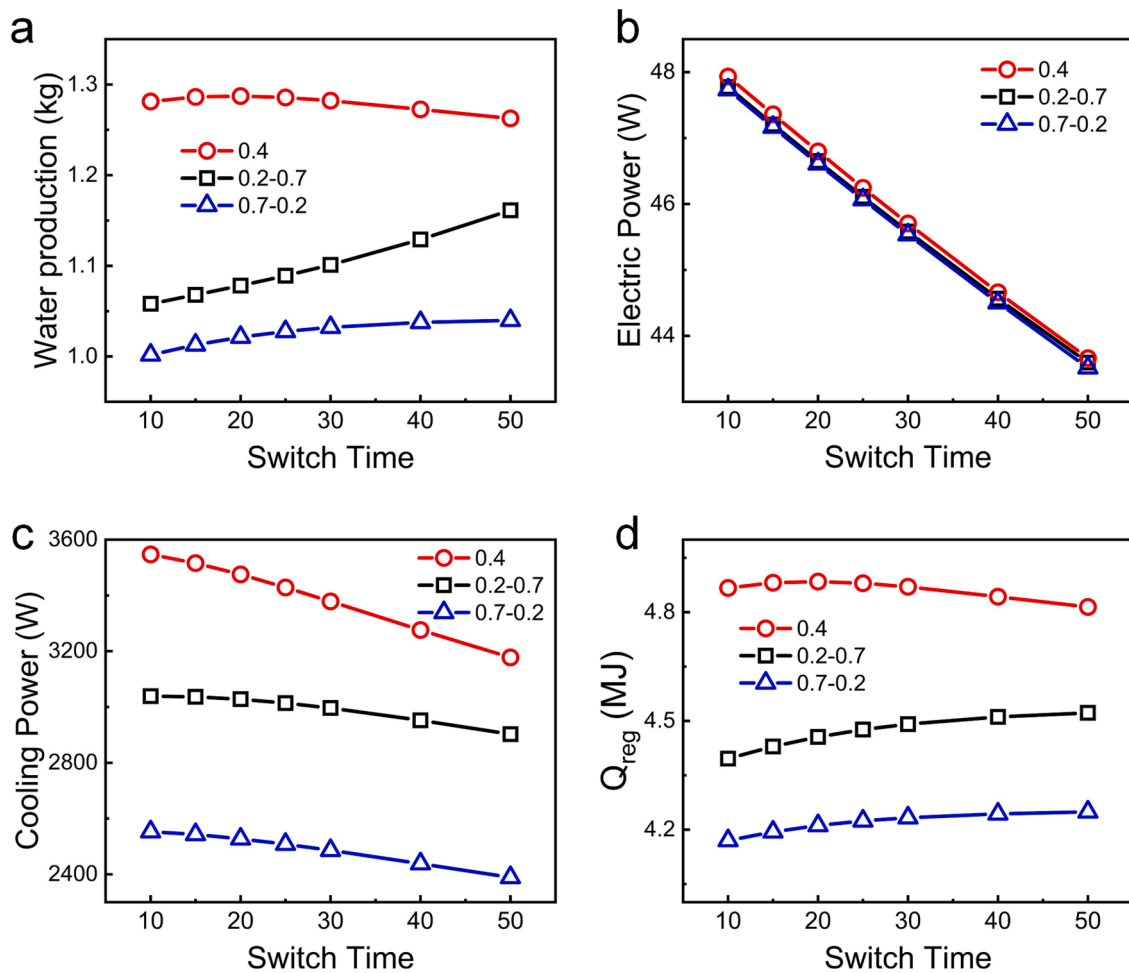 a
Water production (kg)
1.3
1.2
1.1
1.0
0.4
0.2-0.7
0.7-0.2
10 20 30 40 50
Switch Time
b
Electric Power (W)
48
46
44
0.4
0.2-0.7
0.7-0.2
10 20 30 40 50
Switch Time
c
Cooling Power (W)
3600
3200
2800
2400
0.4
0.2-0.7
0.7-0.2
10 20 30 40 50
Switch Time
d
Qreg (MJ)
4.8
4.5
4.2
0.4
0.2-0.7
0.7-0.2
10 20 30 40 50
Switch Time